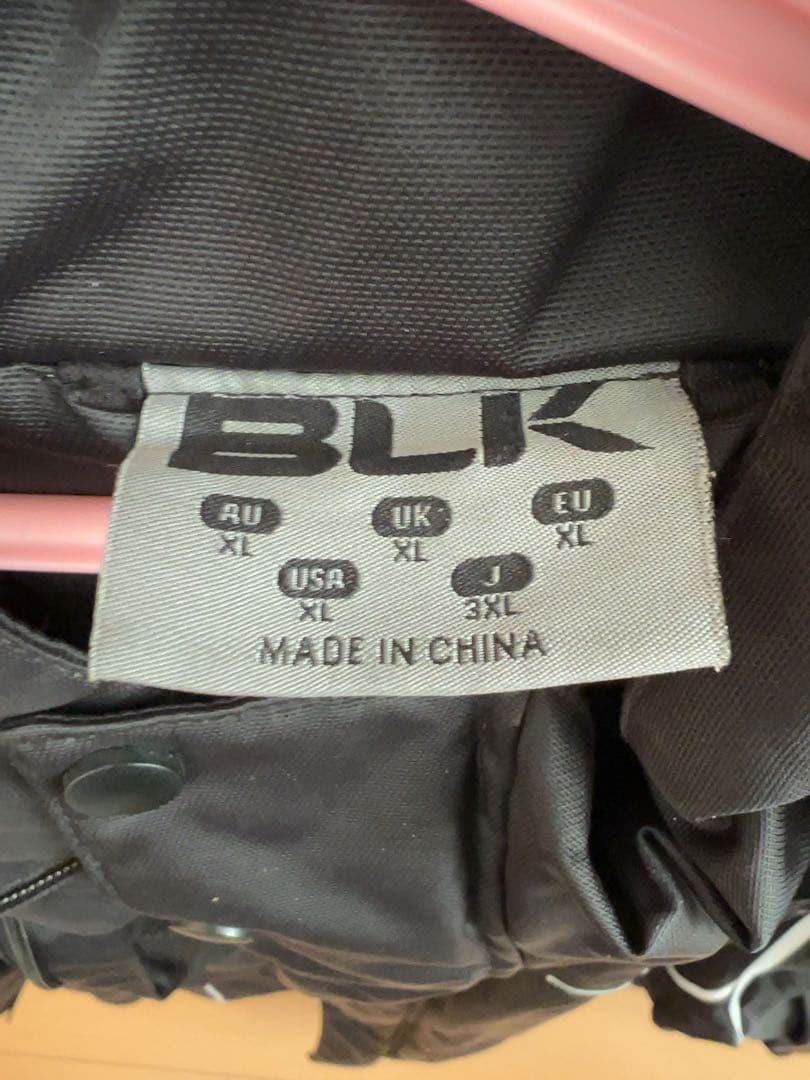 BLK
AU UK EU
XL XL XL
USA J
XL 3XL
MADE IN CHINA